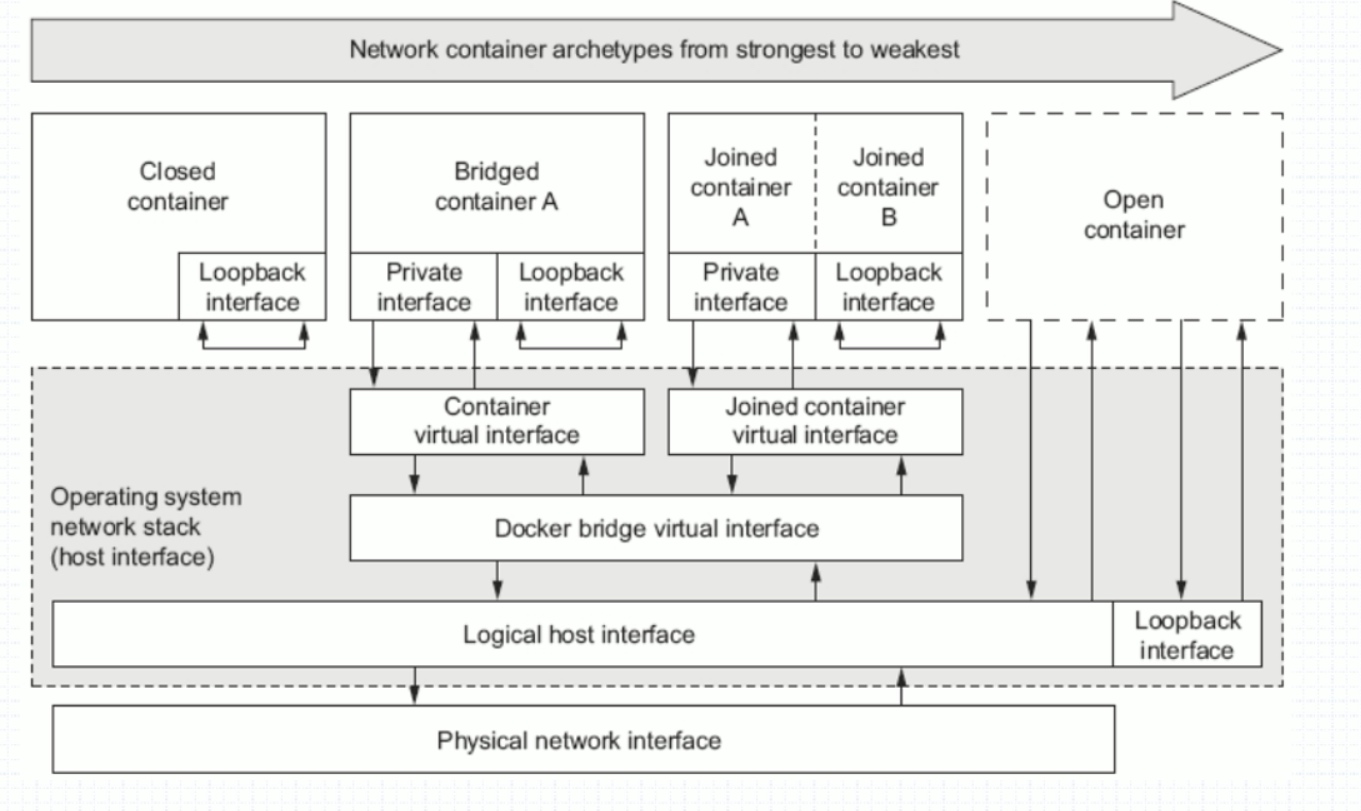 Network container archetypes from strongest to weakest
Closed
container
Loopback
interface
Bridged
container A
Private
interface
Loopback
interface
Joined
container
A
Joined
container
B
Private
interface
Loopback
interface
Open
container
Container
virtual interface
Joined container
virtual interface
Operating system
network stack
(host interface)
Docker bridge virtual interface
Logical host interface
Loopback
interface
Physical network interface